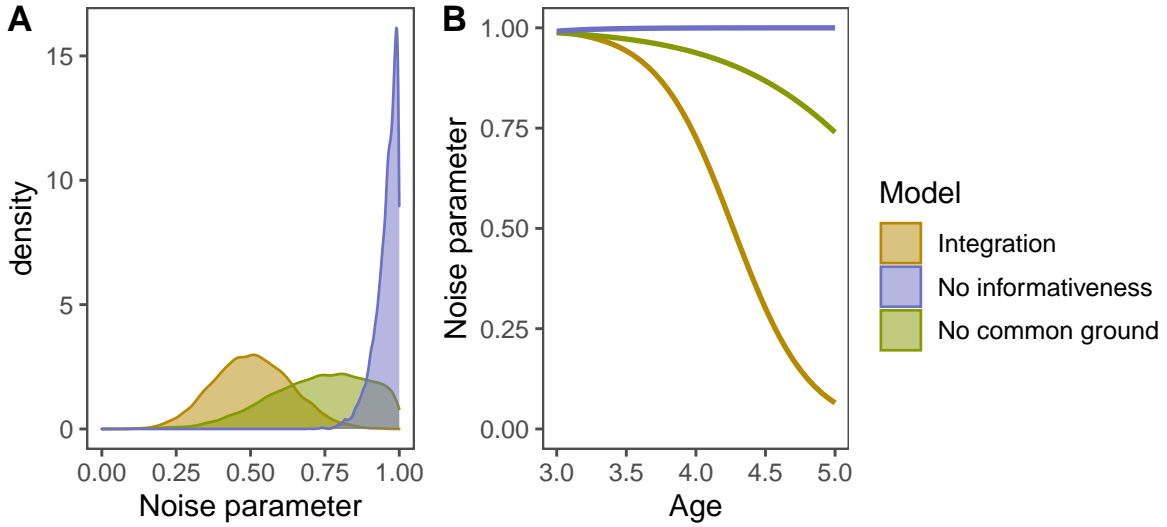 A
density
15
10
5
0
0.00 0.25 0.50 0.75 1.00
Noise parameter
B
Noise parameter
1.00
0.75
0.50
0.25
0.00
3.0 3.5 4.0 4.5 5.0
Age
Model
Integration
No informativeness
No common ground